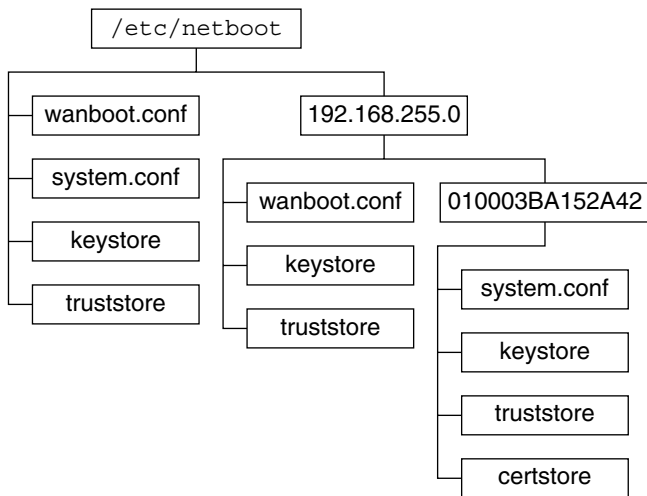 /etc/netboot
wanboot.conf
system.conf
keystore
truststore
192.168.255.0
wanboot.conf
keystore
truststore
010003BA152A42
system.conf
keystore
truststore
certstore